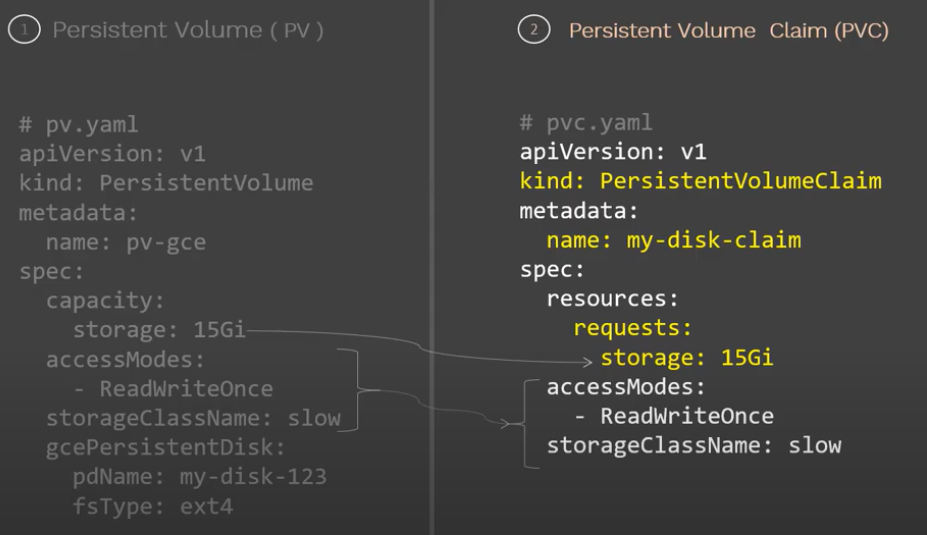 1 Persistent Volume ( PV )
# pv.yaml
apiVersion: v1
kind: PersistentVolume
metadata:
  name: pv-gce
spec:
  capacity:
    storage: 15Gi
  accessModes:
    - ReadWriteOnce
  storageClassName: slow
  gcePersistentDisk:
    pdName: my-disk-123
    fsType: ext4
2 Persistent Volume Claim (PVC)
# pvc.yaml
apiVersion: v1
kind: PersistentVolumeClaim
metadata:
  name: my-disk-claim
spec:
  resources:
    requests:
      storage: 15Gi
  accessModes:
    - ReadWriteOnce
  storageClassName: slow